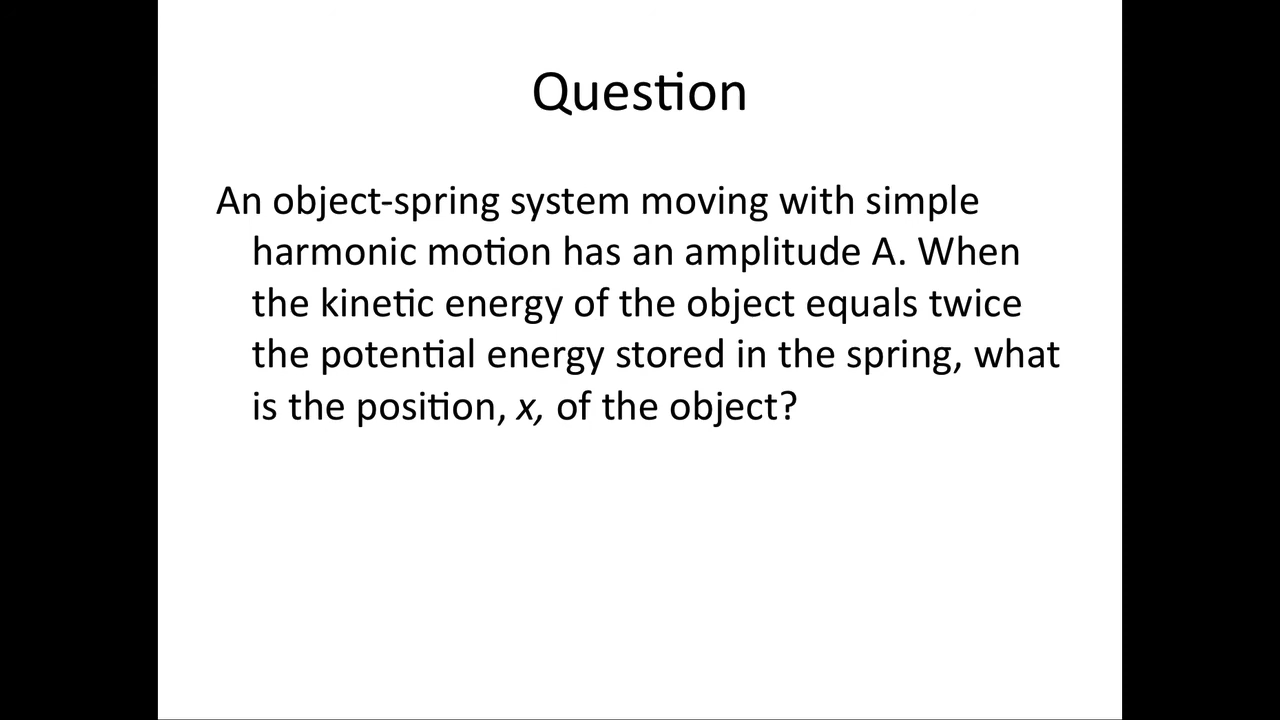 Question
An object-spring system moving with simple
harmonic motion has an amplitude A. When
the kinetic energy of the object equals twice
the potential energy stored in the spring, what
is the position, x, of the object?